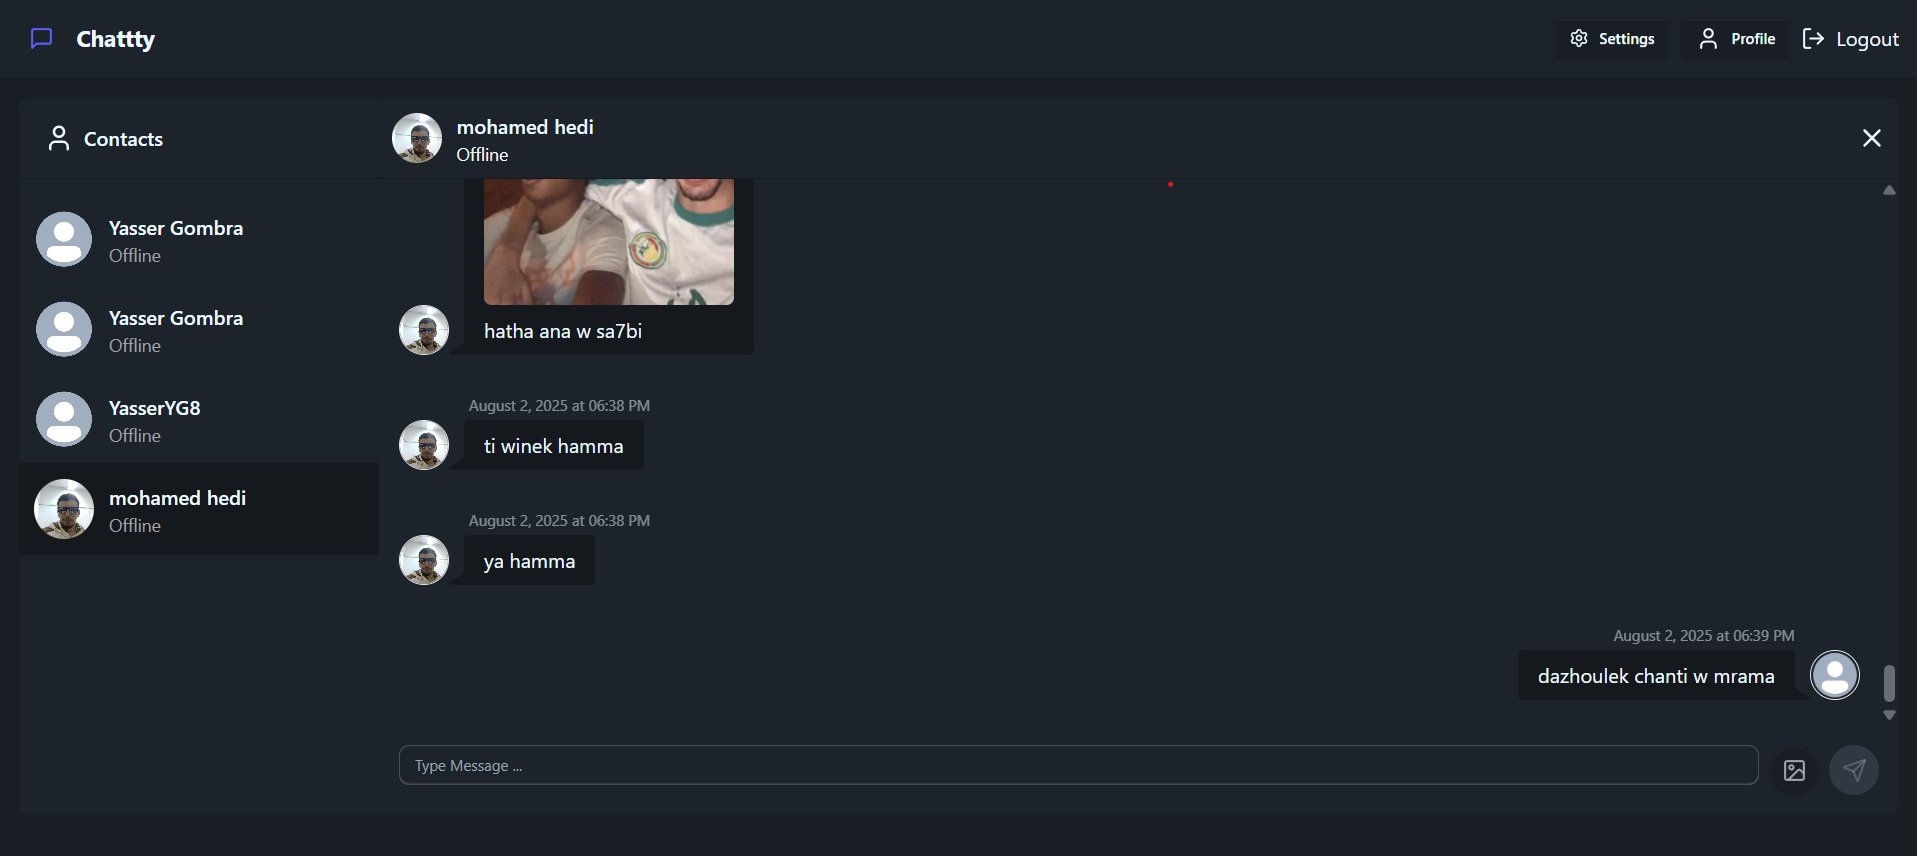 Chattty
Settings
Profile
Logout
Contacts
Yasser Gombra
Offline
Yasser Gombra
Offline
YasserYG8
Offline
mohamed hedi
Offline
mohamed hedi
Offline
hatha ana w sa7bi
August 2, 2025 at 06:38 PM
ti winek hamma
August 2, 2025 at 06:38 PM
ya hamma
August 2, 2025 at 06:39 PM
dazhoulek chanti w mrama
Type Message ...